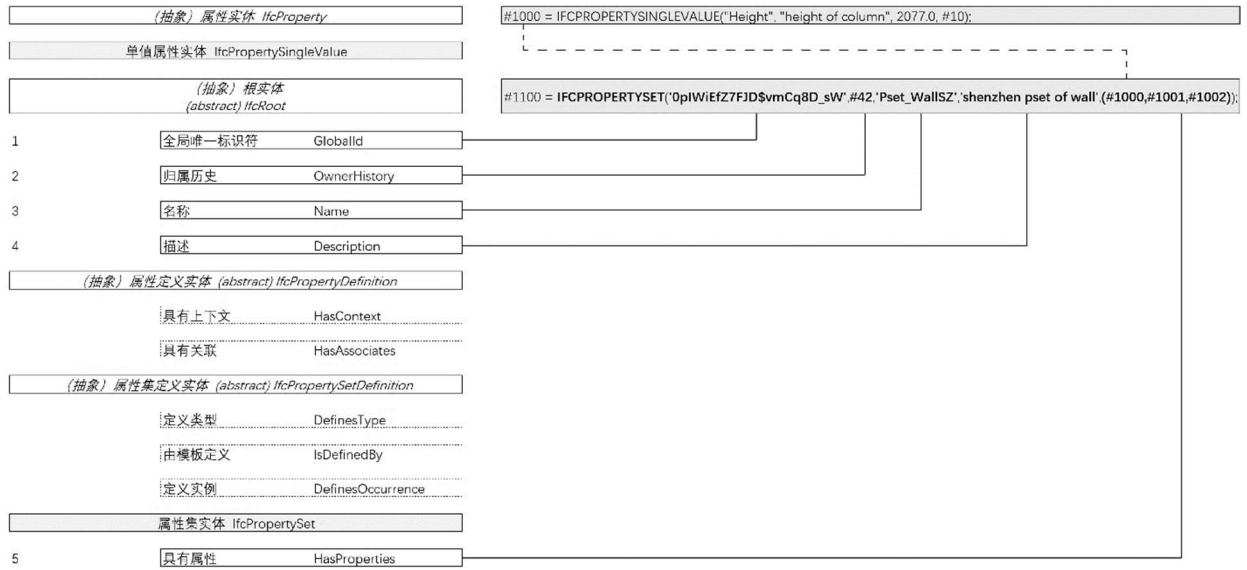 （抽象）属性实体 IfcProperty
#1000 = IFCPROPERTYSINGLEVALUE("Height", "height of column", 2077.0, #10);
单值属性实体 IfcPropertySingleValue
（抽象）根实体
(abstract) IfcRoot
#1100 = IFCPROPERTYSET('0pIWiEfZ7FJD$vmCq8D_sW',#42,'Pset_WallSZ','shenzhen pset of wall',(#1000,#1001,#1002));
1 全局唯一标识符 GlobalId
2 归属历史 OwnerHistory
3 名称 Name
4 描述 Description
（抽象）属性定义实体 (abstract) IfcPropertyDefinition
具有上下文 HasContext
具有关联 HasAssociates
（抽象）属性集定义实体 (abstract) IfcPropertySetDefinition
定义类型 DefinesType
由模板定义 IsDefinedBy
定义实例 DefinesOccurrence
属性集实体 IfcPropertySet
5 具有属性 HasProperties